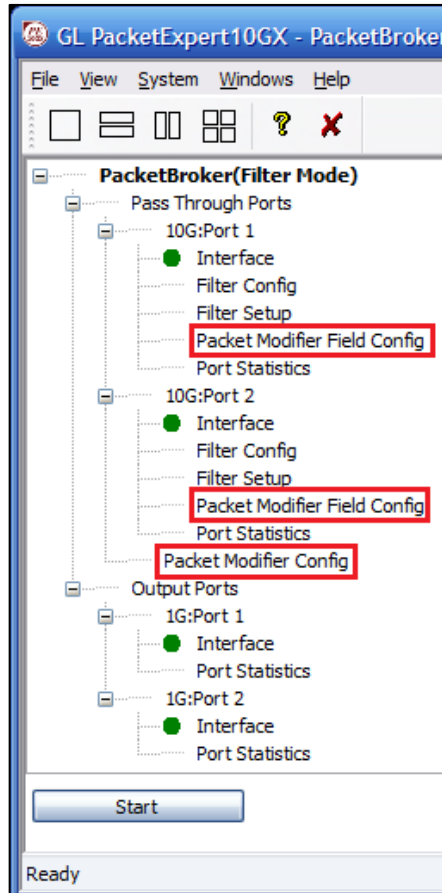 GL PacketExpert10GX - PacketBroker
File View System Windows Help
PacketBroker(Filter Mode)
Pass Through Ports
10G:Port 1
Interface
Filter Config
Filter Setup
Packet Modifier Field Config
Port Statistics
10G:Port 2
Interface
Filter Config
Filter Setup
Packet Modifier Field Config
Port Statistics
Packet Modifier Config
Output Ports
1G:Port 1
Interface
Port Statistics
1G:Port 2
Interface
Port Statistics
Start
Ready